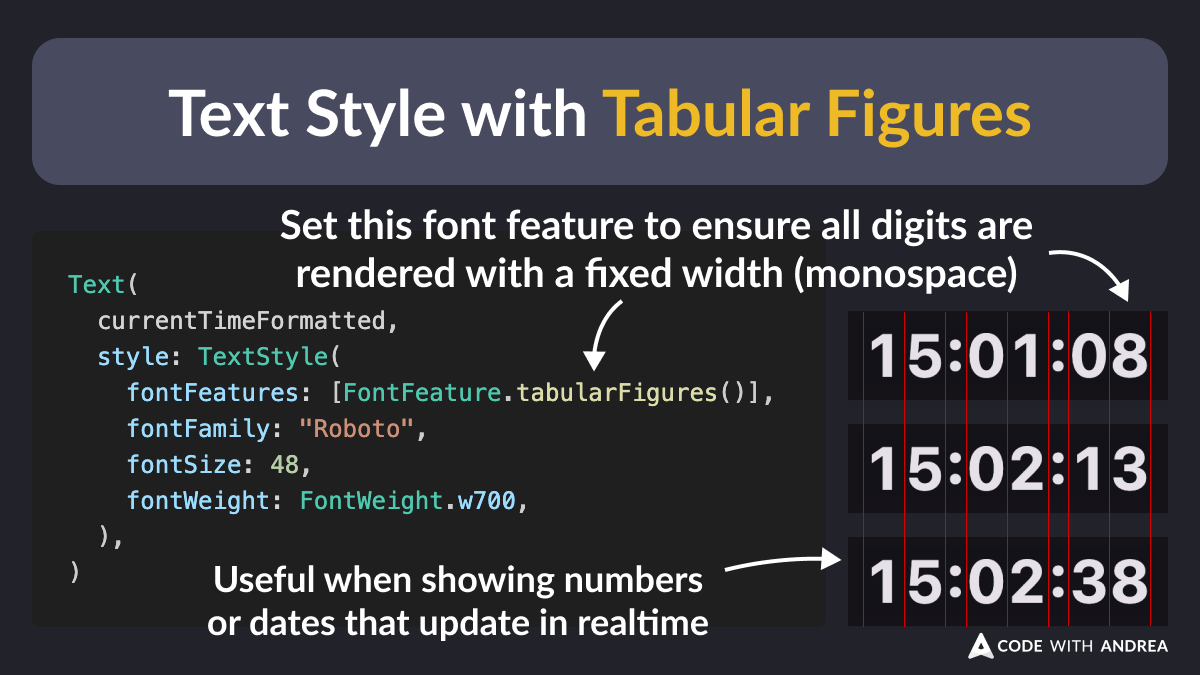 Text Style with Tabular Figures
Set this font feature to ensure all digits are
rendered with a fixed width (monospace)
Text(
  currentTimeFormatted,
  style: TextStyle(
    fontFeatures: [FontFeature.tabularFigures()],
    fontFamily: "Roboto",
    fontSize: 48,
    fontWeight: FontWeight.w700,
  ),
)
15:01:08
15:02:13
15:02:38
Useful when showing numbers
or dates that update in realtime
CODE WITH ANDREA